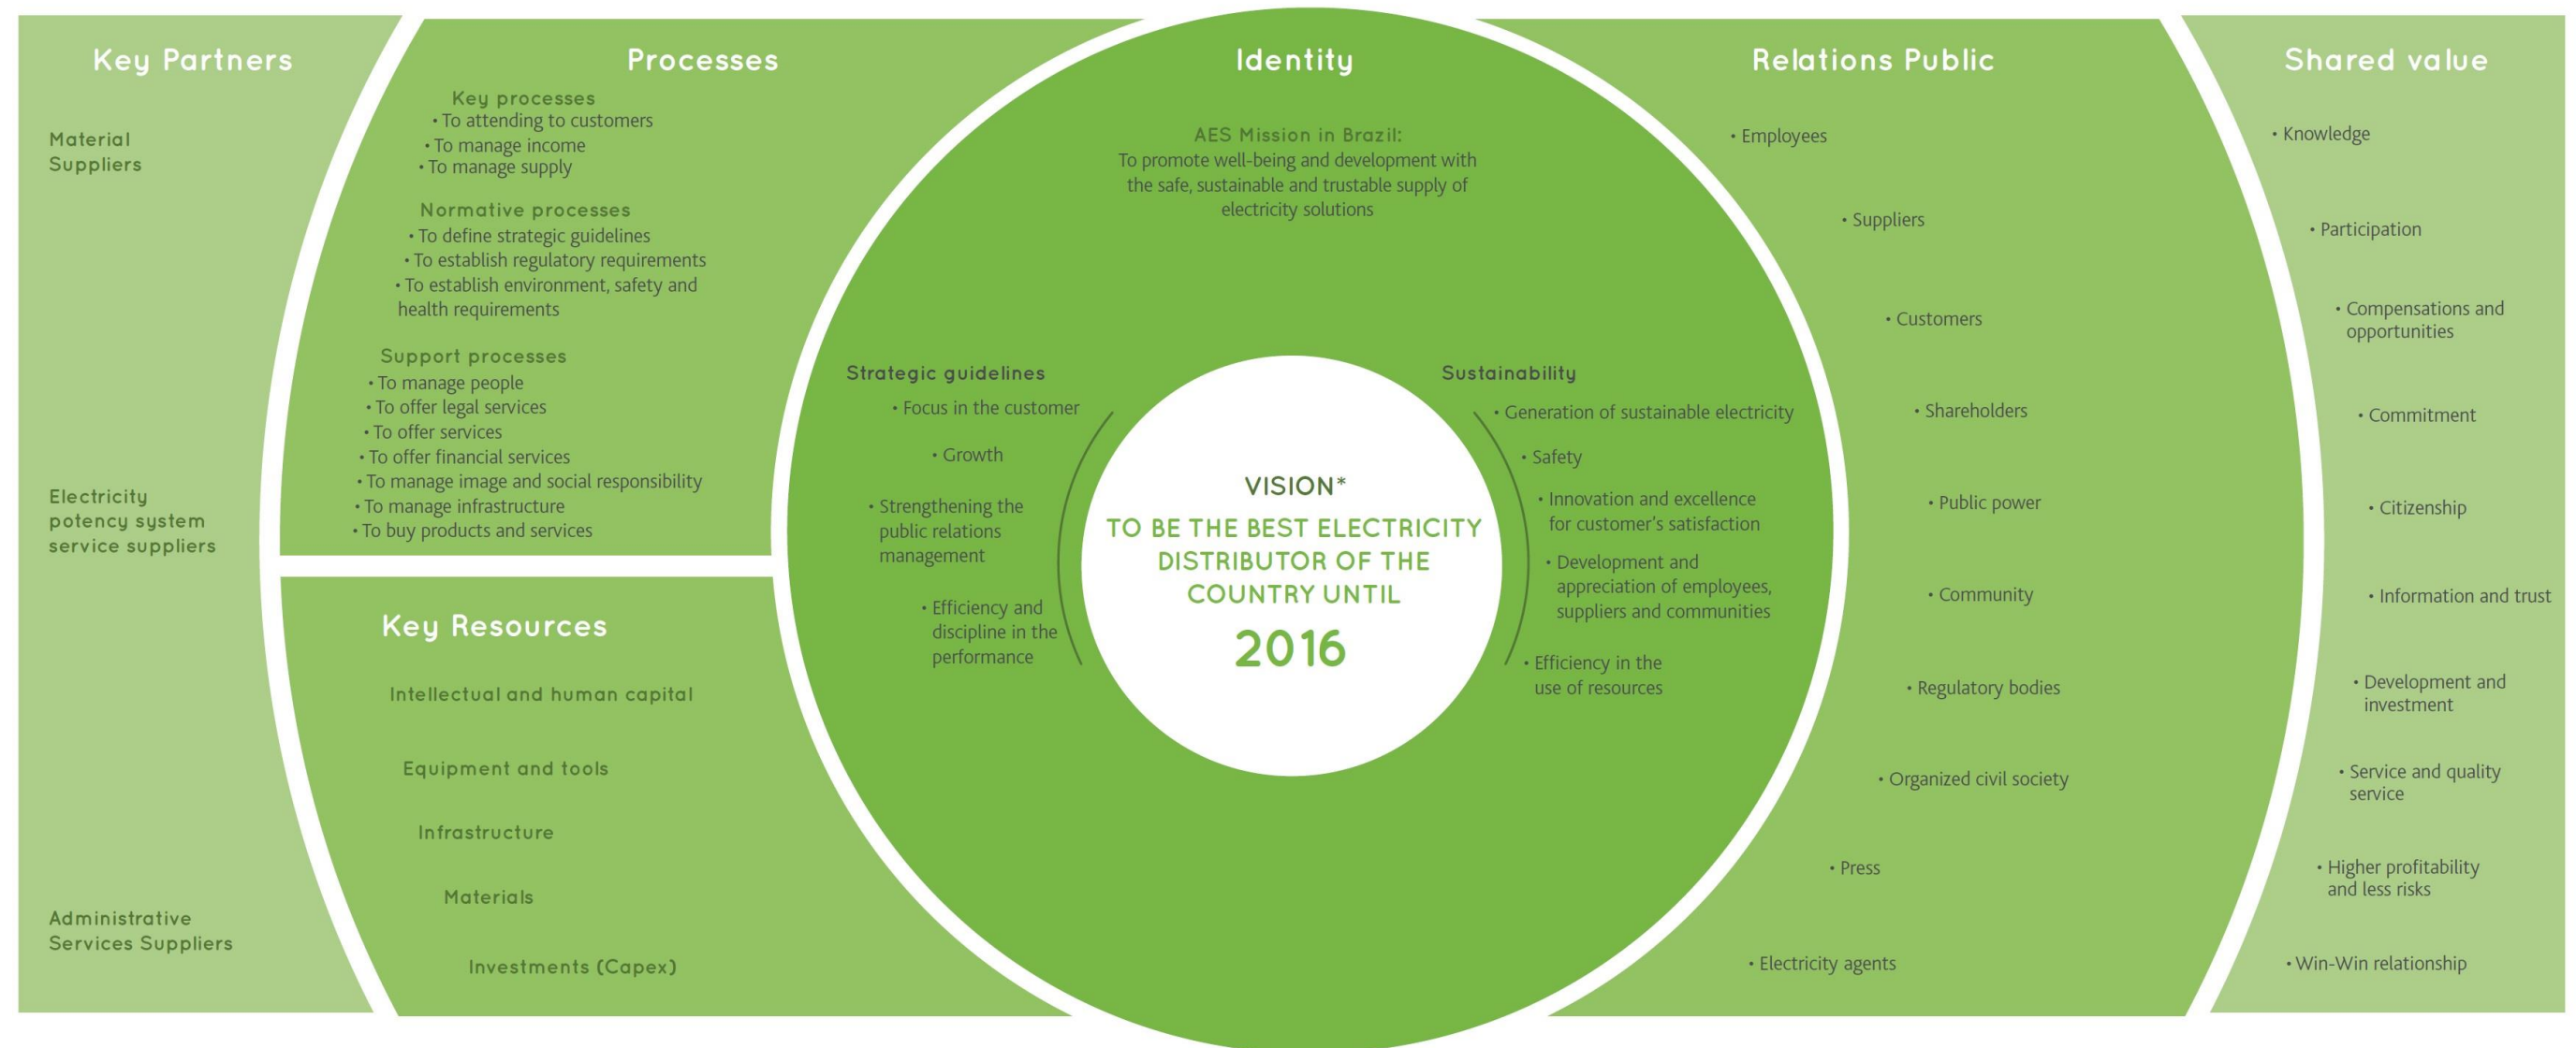 Key Partners
Material
Suppliers
Electricity
potency system
service suppliers
Administrative
Services Suppliers
Processes
Key processes
• To attending to customers
• To manage income
• To manage supply
Normative processes
• To define strategic guidelines
• To establish regulatory requirements
• To establish environment, safety and
health requirements
Support processes
• To manage people
• To offer legal services
• To offer services
• To offer financial services
• To manage image and social responsibility
• To manage infrastructure
• To buy products and services
Key Resources
Intellectual and human capital
Equipment and tools
Infrastructure
Materials
Investments (Capex)
Identity
AES Mission in Brazil:
To promote well-being and development with
the safe, sustainable and trustable supply of
electricity solutions
Strategic guidelines
• Focus in the customer
• Growth
• Strengthening the
public relations
management
• Efficiency and
discipline in the
performance
VISION*
TO BE THE BEST ELECTRICITY
DISTRIBUTOR OF THE
COUNTRY UNTIL
2016
Sustainability
• Generation of sustainable electricity
• Safety
• Innovation and excellence
for customer's satisfaction
• Development and
appreciation of employees,
suppliers and communities
• Efficiency in the
use of resources
Relations Public
• Employees
• Suppliers
• Customers
• Shareholders
• Public power
• Community
• Regulatory bodies
• Organized civil society
• Press
• Electricity agents
Shared value
• Knowledge
• Participation
• Compensations and
opportunities
• Commitment
• Citizenship
• Information and trust
• Development and
investment
• Service and quality
service
• Higher profitability
and less risks
• Win-Win relationship